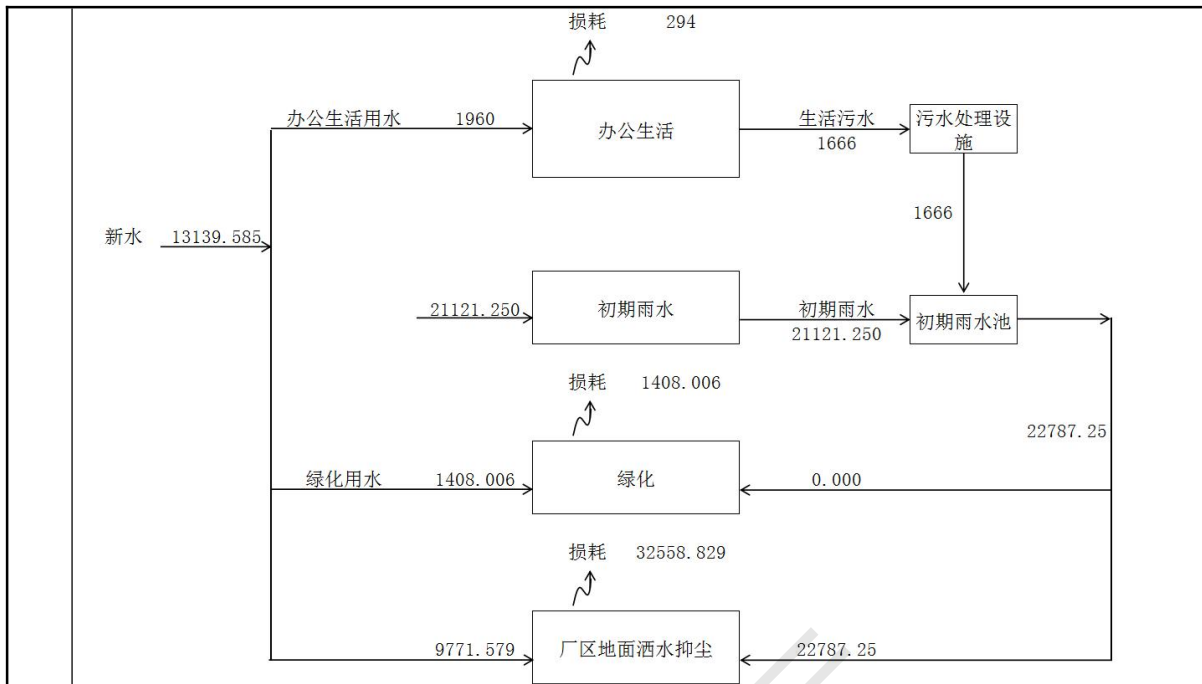 损耗 294
办公生活用水 1960
办公生活
生活污水
1666
污水处理设
施
1666
新水 13139.585
21121.250
初期雨水
初期雨水
21121.250
初期雨水池
损耗 1408.006
22787.25
绿化用水 1408.006
绿化
0.000
损耗 32558.829
9771.579
厂区地面洒水抑尘
22787.25